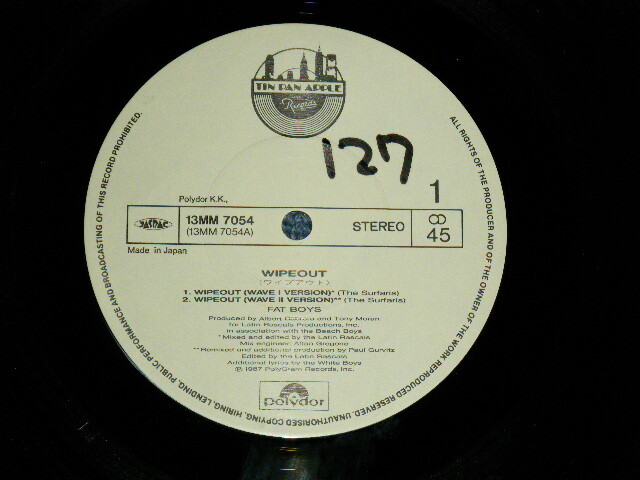 TIN PAN APPLE
Records
127
1
Polydor K.K.,
JASRAC
13MM 7054
(13MM 7054A)
STEREO
45
Made in Japan
WIPEOUT
(ワイプアウト)
1. WIPEOUT (WAVE I VERSION)* (The Surfaris)
2. WIPEOUT (WAVE II VERSION)** (The Surfaris)
FAT BOYS
Produced by Albert Cabrera and Tony Moran
for Latin Rascals Productions, Inc.
in association with the Beach Boys
*Mixed and edited by the Latin Rascals
Mix engineer: Allan Gregorie
**Remixed and additional production by Paul Gurvitz
Edited by the Latin Rascals
Additional lyrics by the White Boys
℗ 1987 PolyGram Records, Inc.
polydor
ALL RIGHTS OF THE PRODUCER AND OF THE OWNER OF THE WORK REPRODUCED RESERVED. UNAUTHORISED COPYING, HIRING, LENDING, PUBLIC PERFORMANCE AND BROADCASTING OF THIS RECORD PROHIBITED.